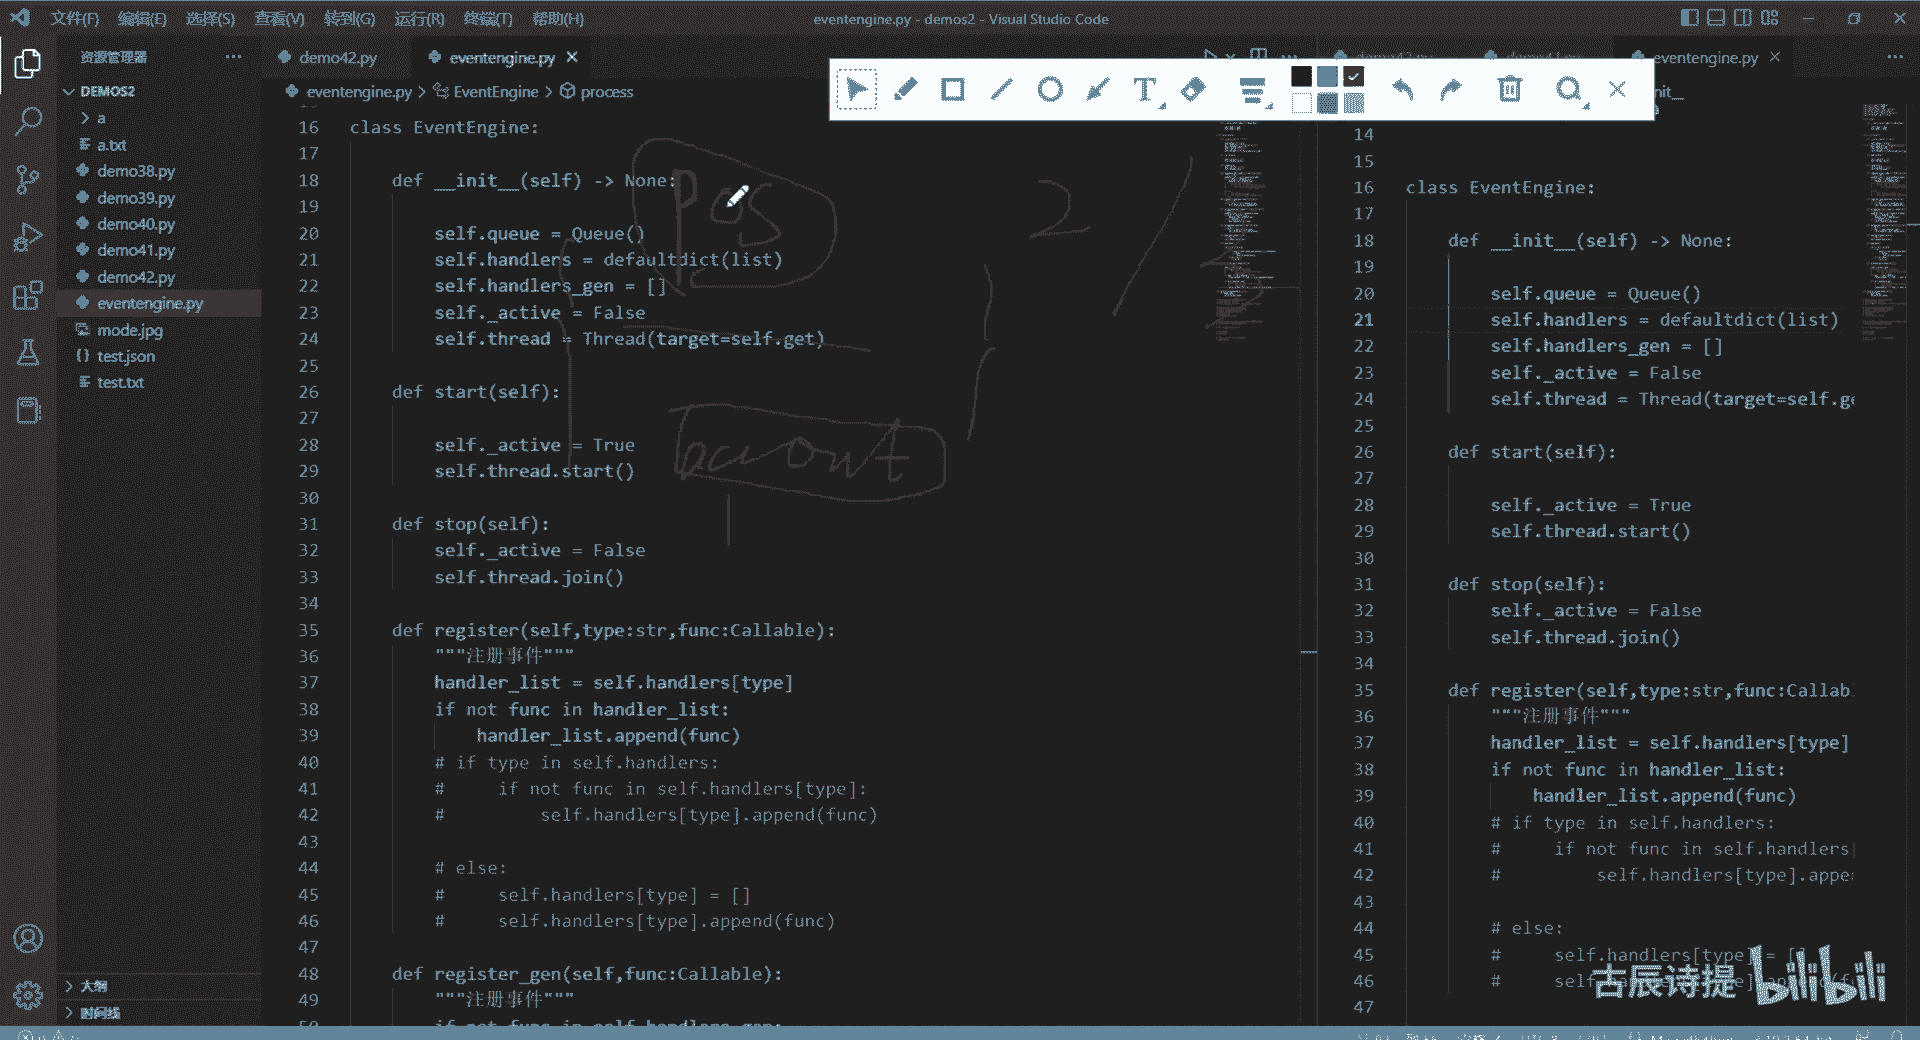 文件(F) 编辑(E) 选择(S) 查看(V) 转到(G) 运行(R) 终端(T) 帮助(H)
eventengine.py - demos2 - Visual Studio Code
资源管理器
DEMOS2
a
a.txt
demo38.py
demo39.py
demo40.py
demo41.py
demo42.py
eventengine.py
mode.jpg
test.json
test.txt
大纲
时间线
demo42.py
eventengine.py
eventengine.py > EventEngine > process
16 class EventEngine:
17
18 def __init__(self) -> None:
19
20 self.queue = Queue()
21 self.handlers = defaultdict(list)
22 self.handlers_gen = []
23 self._active = False
24 self.thread = Thread(target=self.get)
25
26 def start(self):
27
28 self._active = True
29 self.thread.start()
30
31 def stop(self):
32 self._active = False
33 self.thread.join()
34
35 def register(self,type:str,func:Callable):
36 """注册事件"""
37 handler_list = self.handlers[type]
38 if not func in handler_list:
39 handler_list.append(func)
40 # if type in self.handlers:
41 # if not func in self.handlers[type]:
42 # self.handlers[type].append(func)
43
44 # else:
45 # self.handlers[type] = []
46 # self.handlers[type].append(func)
47
48 def register_gen(self,func:Callable):
49 """注册事件"""
pos
2
eventengine.py
14
15
16 class EventEngine:
17
18 def __init__(self) -> None:
19
20 self.queue = Queue()
21 self.handlers = defaultdict(list)
22 self.handlers_gen = []
23 self._active = False
24 self.thread = Thread(target=self.ge
25
26 def start(self):
27
28 self._active = True
29 self.thread.start()
30
31 def stop(self):
32 self._active = False
33 self.thread.join()
34
35 def register(self,type:str,func:Callab
36 """注册事件"""
37 handler_list = self.handlers[type]
38 if not func in handler_list:
39 handler_list.append(func)
40 # if type in self.handlers:
41 # if not func in self.handlers
42 # self.handlers[type].appe
43
44 # else:
45 # self.handlers[type] = []
46
47
古辰诗提 bilibili